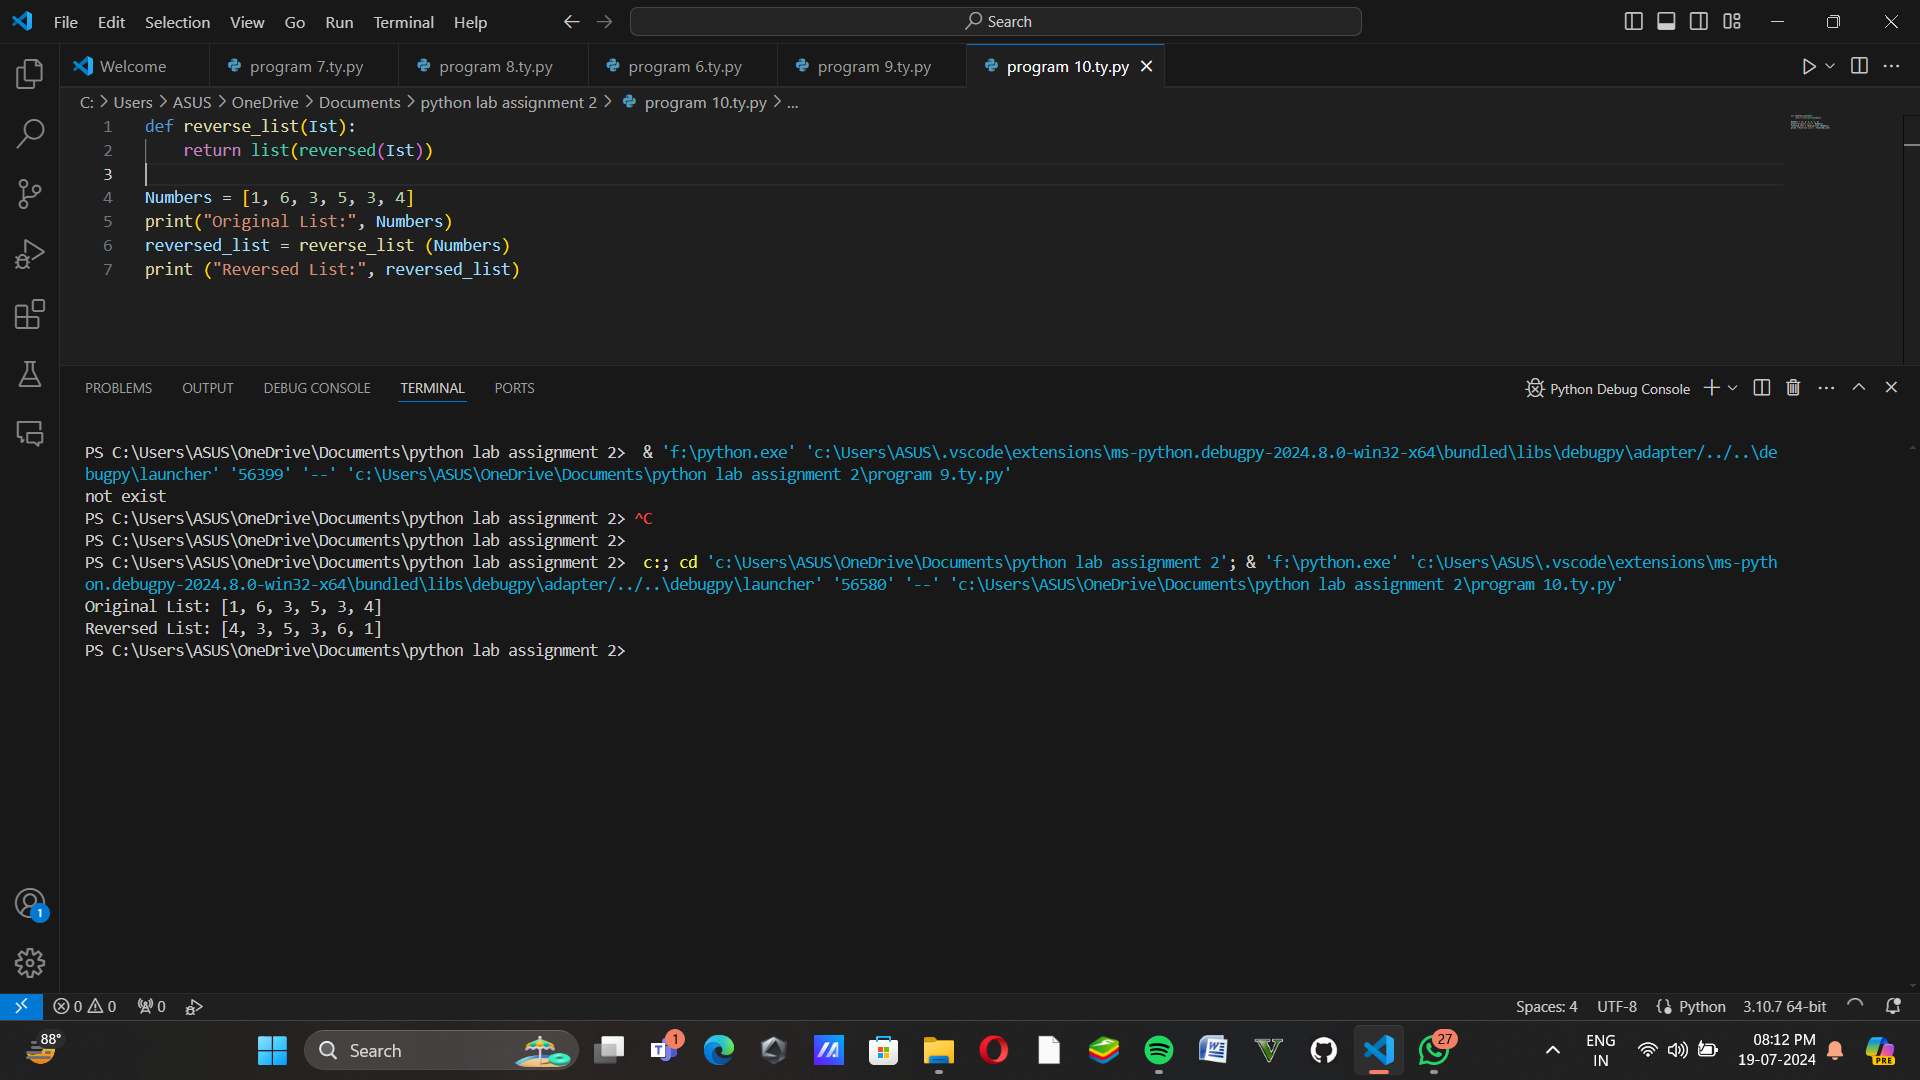 File Edit Selection View Go Run Terminal Help
Search
Welcome program 7.ty.py program 8.ty.py program 6.ty.py program 9.ty.py program 10.ty.py
C: > Users > ASUS > OneDrive > Documents > python lab assignment 2 > program 10.ty.py > ...
1 def reverse_list(Ist):
2 return list(reversed(Ist))
3
4 Numbers = [1, 6, 3, 5, 3, 4]
5 print("Original List:", Numbers)
6 reversed_list = reverse_list (Numbers)
7 print ("Reversed List:", reversed_list)
PROBLEMS OUTPUT DEBUG CONSOLE TERMINAL PORTS
Python Debug Console
PS C:\Users\ASUS\OneDrive\Documents\python lab assignment 2>  & 'f:\python.exe' 'c:\Users\ASUS\.vscode\extensions\ms-python.debugpy-2024.8.0-win32-x64\bundled\libs\debugpy\adapter/../..\de
bugpy\launcher' '56399' '--' 'c:\Users\ASUS\OneDrive\Documents\python lab assignment 2\program 9.ty.py'
not exist
PS C:\Users\ASUS\OneDrive\Documents\python lab assignment 2> ^C
PS C:\Users\ASUS\OneDrive\Documents\python lab assignment 2>
PS C:\Users\ASUS\OneDrive\Documents\python lab assignment 2>  c:; cd 'c:\Users\ASUS\OneDrive\Documents\python lab assignment 2'; & 'f:\python.exe' 'c:\Users\ASUS\.vscode\extensions\ms-pyth
on.debugpy-2024.8.0-win32-x64\bundled\libs\debugpy\adapter/../..\debugpy\launcher' '56580' '--' 'c:\Users\ASUS\OneDrive\Documents\python lab assignment 2\program 10.ty.py'
Original List: [1, 6, 3, 5, 3, 4]
Reversed List: [4, 3, 5, 3, 6, 1]
PS C:\Users\ASUS\OneDrive\Documents\python lab assignment 2>
1
0 0 0
Spaces: 4 UTF-8 Python 3.10.7 64-bit
88°
Search
1
27
ENG
IN
08:12 PM
19-07-2024
PRE